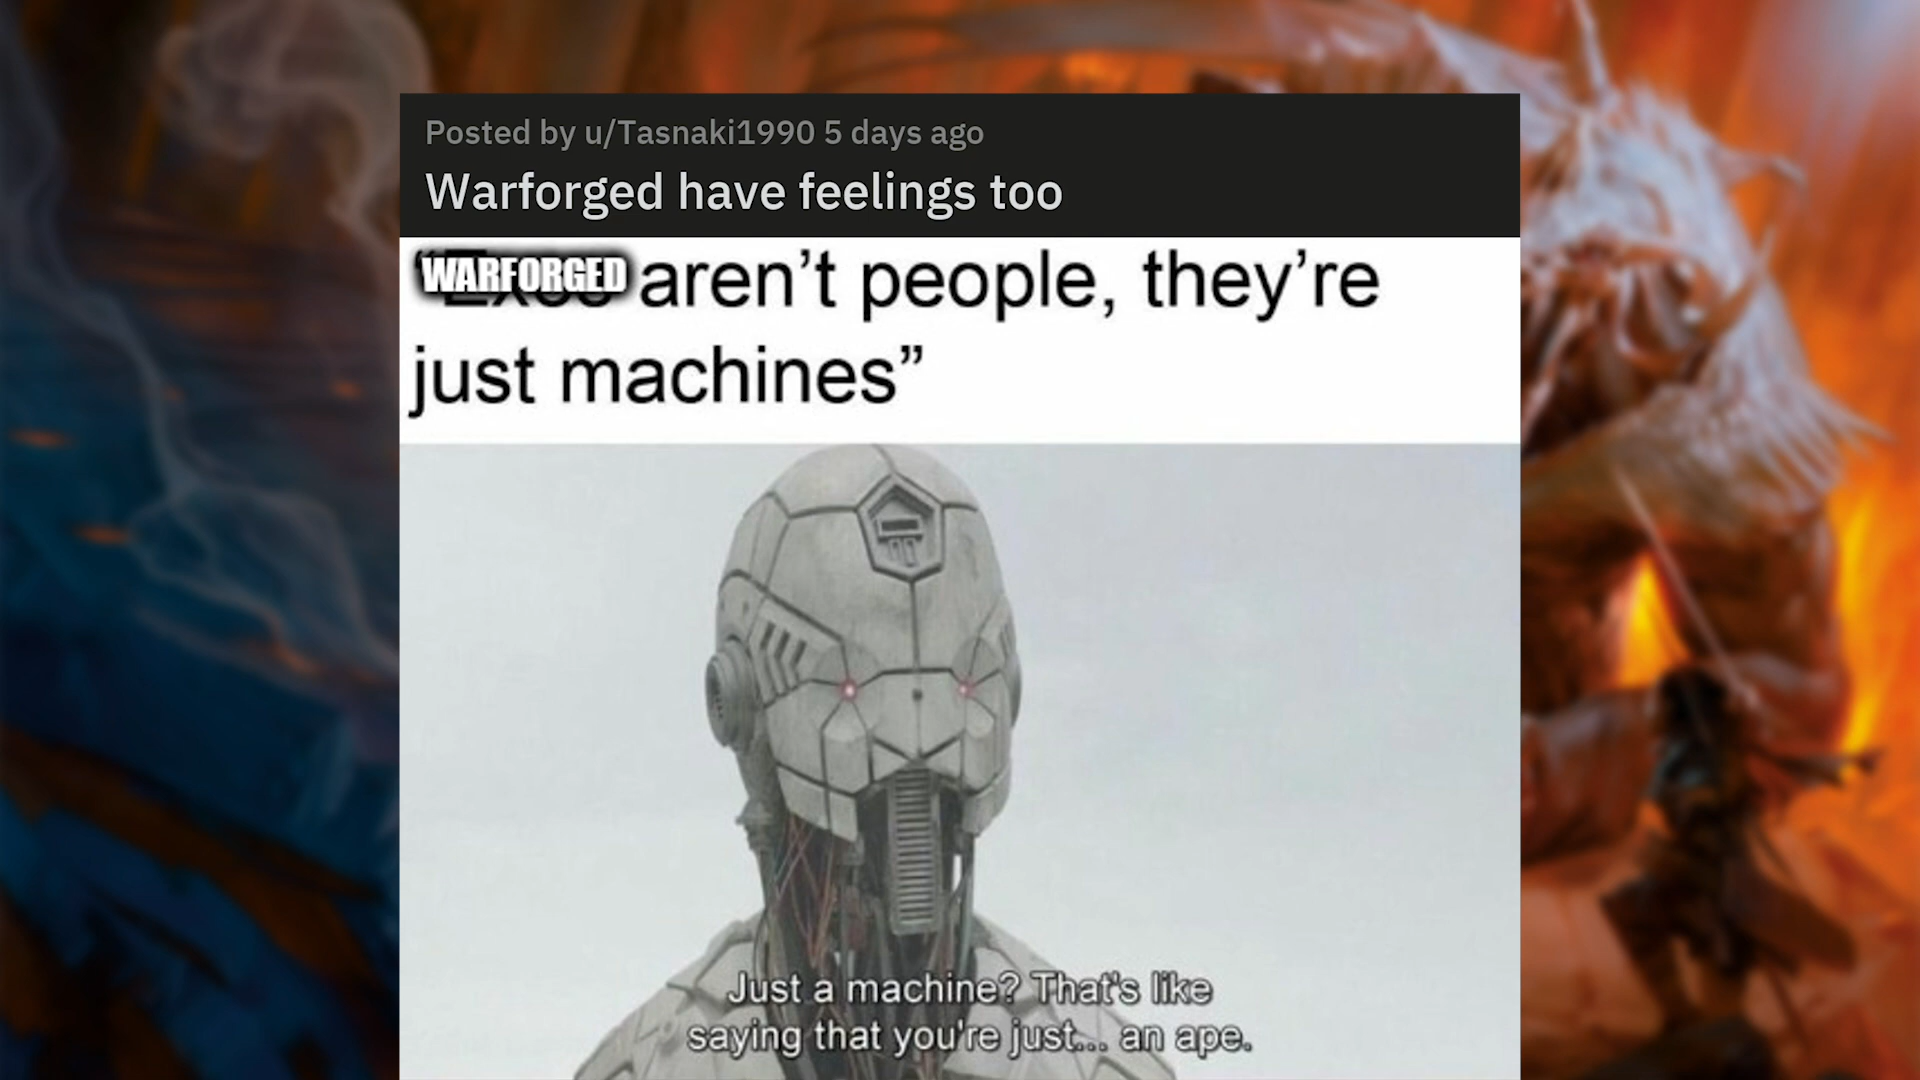 Posted by u/Tasnaki1990 5 days ago
Warforged have feelings too
WARFORGED aren't people, they're
just machines”
Just a machine? That's like
saying that you're just... an ape.